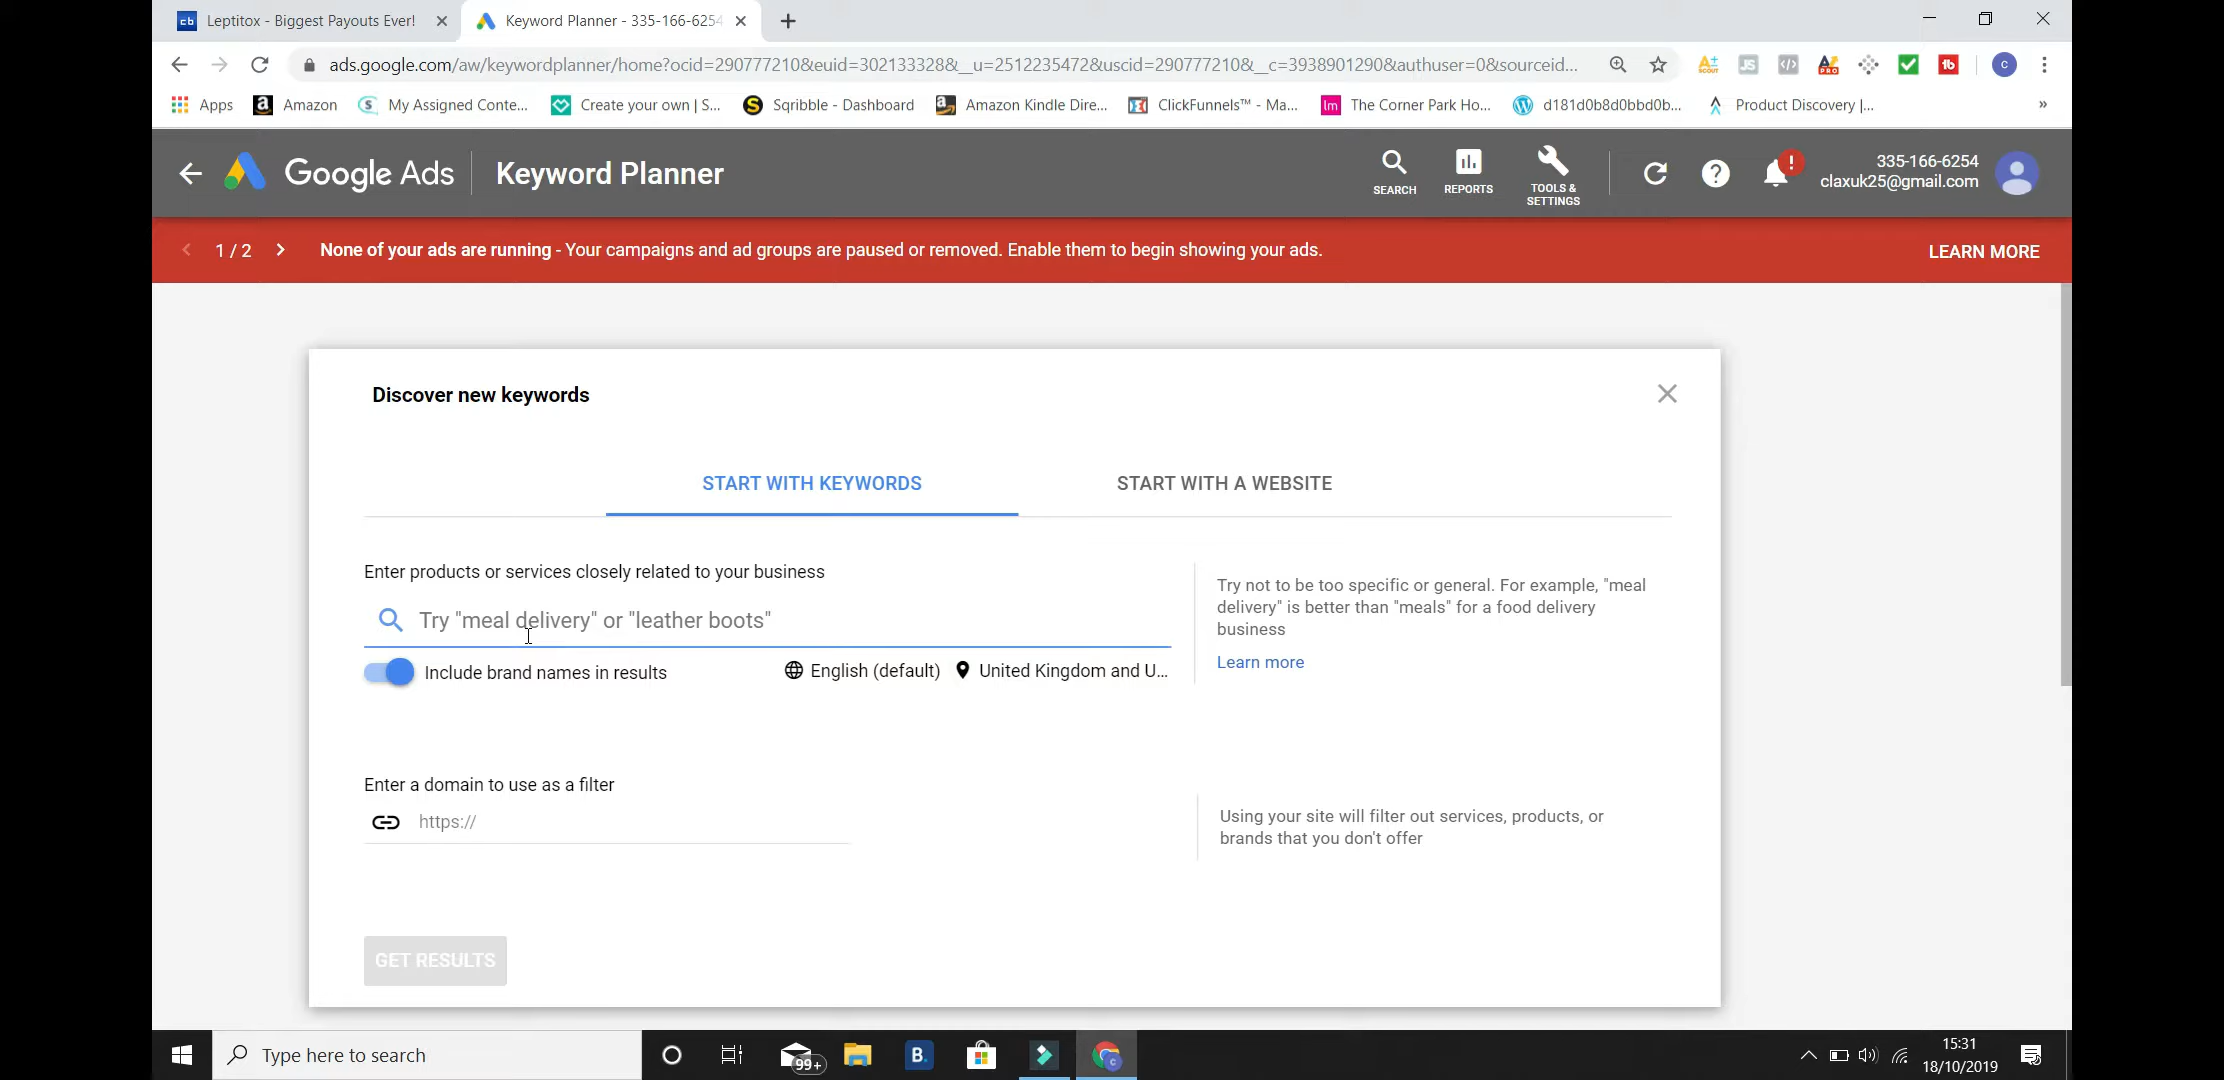 Leptitox - Biggest Payouts Ever!
Keyword Planner - 335-166-6254
ads.google.com/aw/keywordplanner/home?ocid=290777210&euid=302133328&__u=2512235472&uscid=290777210&__c=3938901290&authuser=0&sourceid...
Apps
Amazon
My Assigned Conte...
Create your own | S...
Sqribble - Dashboard
Amazon Kindle Dire...
ClickFunnels™ - Ma...
The Corner Park Ho...
d181d0b8d0bbd0b...
Product Discovery |...
»
Google Ads
Keyword Planner
SEARCH
REPORTS
TOOLS &
SETTINGS
335-166-6254
claxuk25@gmail.com
1 / 2
None of your ads are running - Your campaigns and ad groups are paused or removed. Enable them to begin showing your ads.
LEARN MORE
Discover new keywords
START WITH KEYWORDS
START WITH A WEBSITE
Enter products or services closely related to your business
Try "meal delivery" or "leather boots"
Include brand names in results
English (default)
United Kingdom and U...
Try not to be too specific or general. For example, "meal
delivery" is better than "meals" for a food delivery
business
Learn more
Enter a domain to use as a filter
https://
Using your site will filter out services, products, or
brands that you don't offer
GET RESULTS
Type here to search
99+
B.
15:31
18/10/2019